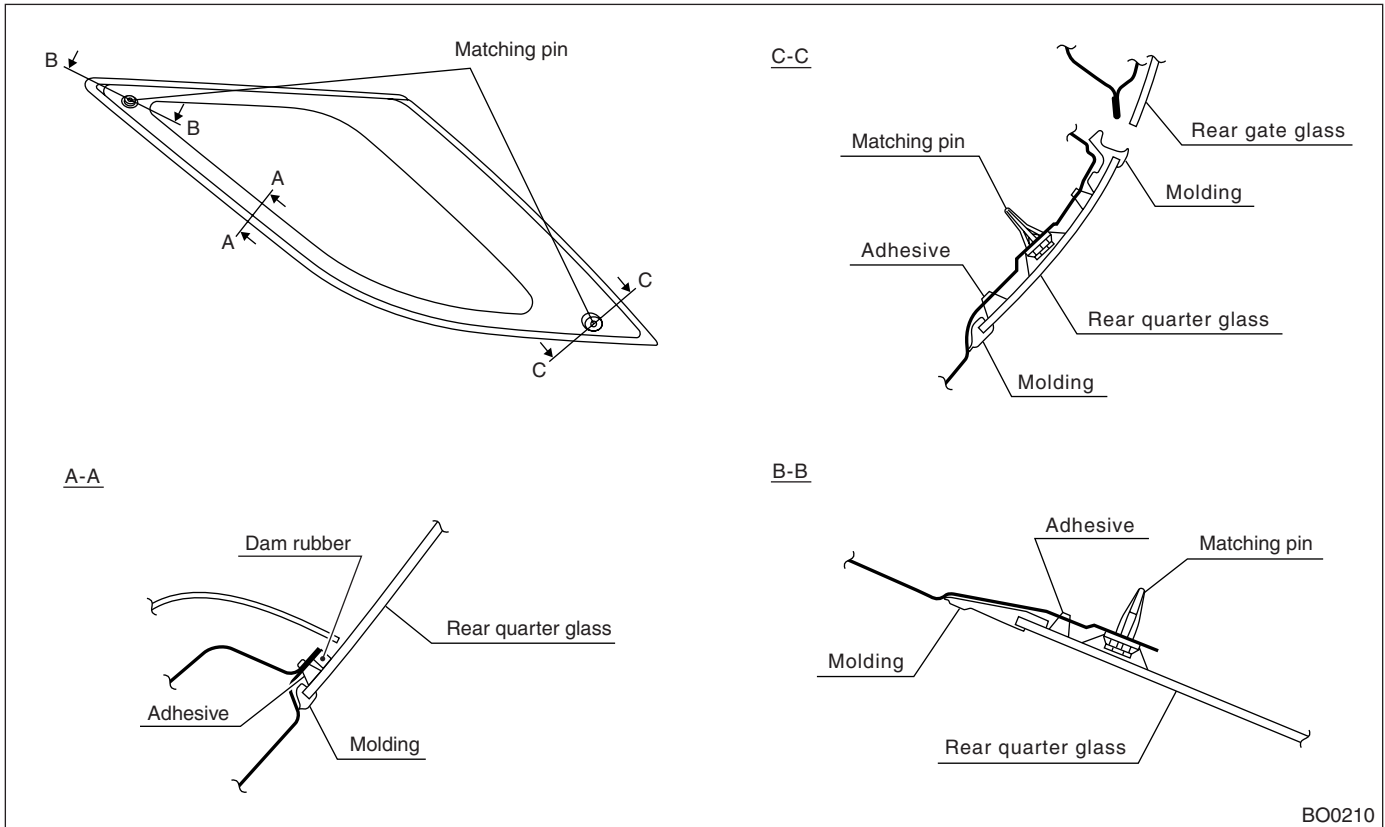 Matching pin
B
B
A
A
C
C
C-C
Matching pin
Rear gate glass
Molding
Adhesive
Rear quarter glass
Molding
A-A
Dam rubber
Rear quarter glass
Adhesive
Molding
B-B
Adhesive
Matching pin
Molding
Rear quarter glass
BO0210